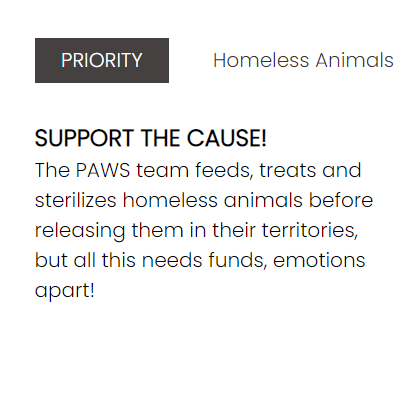 PRIORITY Homeless Animals
SUPPORT THE CAUSE!
The PAWS team feeds, treats and
sterilizes homeless animals before
releasing them in their territories,
but all this needs funds, emotions
apart!